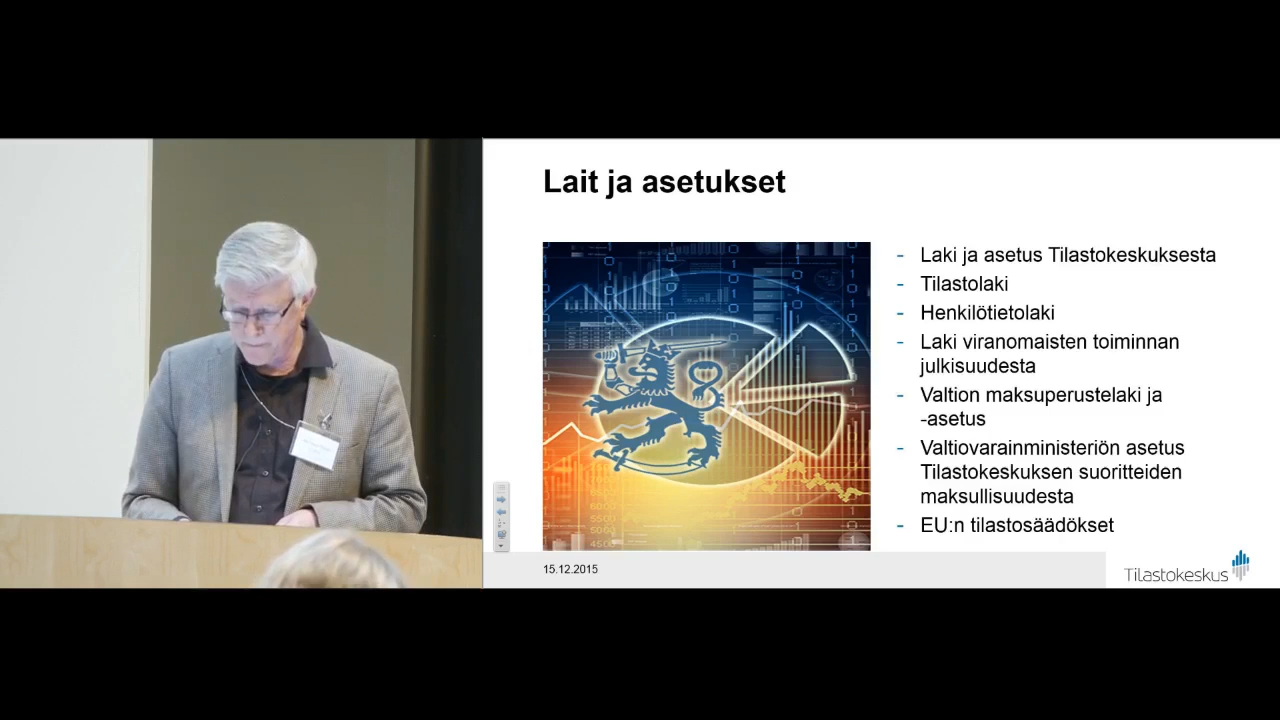 Lait ja asetukset
- Laki ja asetus Tilastokeskuksesta
- Tilastolaki
- Henkilötietolaki
- Laki viranomaisten toiminnan
julkisuudesta
- Valtion maksuperustelaki ja
-asetus
- Valtiovarainministeriön asetus
Tilastokeskuksen suoritteiden
maksullisuudesta
- EU:n tilastosäädökset
15.12.2015
Tilastokeskus